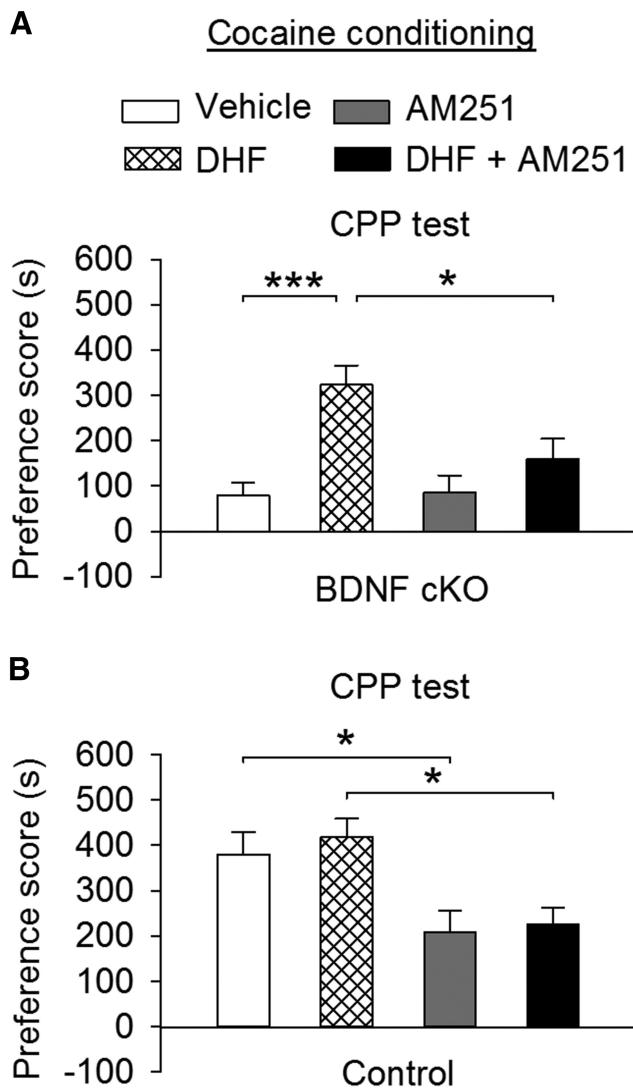 A
Cocaine conditioning
Vehicle
AM251
DHF
DHF + AM251
CPP test
Preference score (s)
600
500
400
300
200
100
0
-100
***
*
BDNF cKO
B
CPP test
Preference score (s)
600
500
400
300
200
100
0
-100
*
*
Control